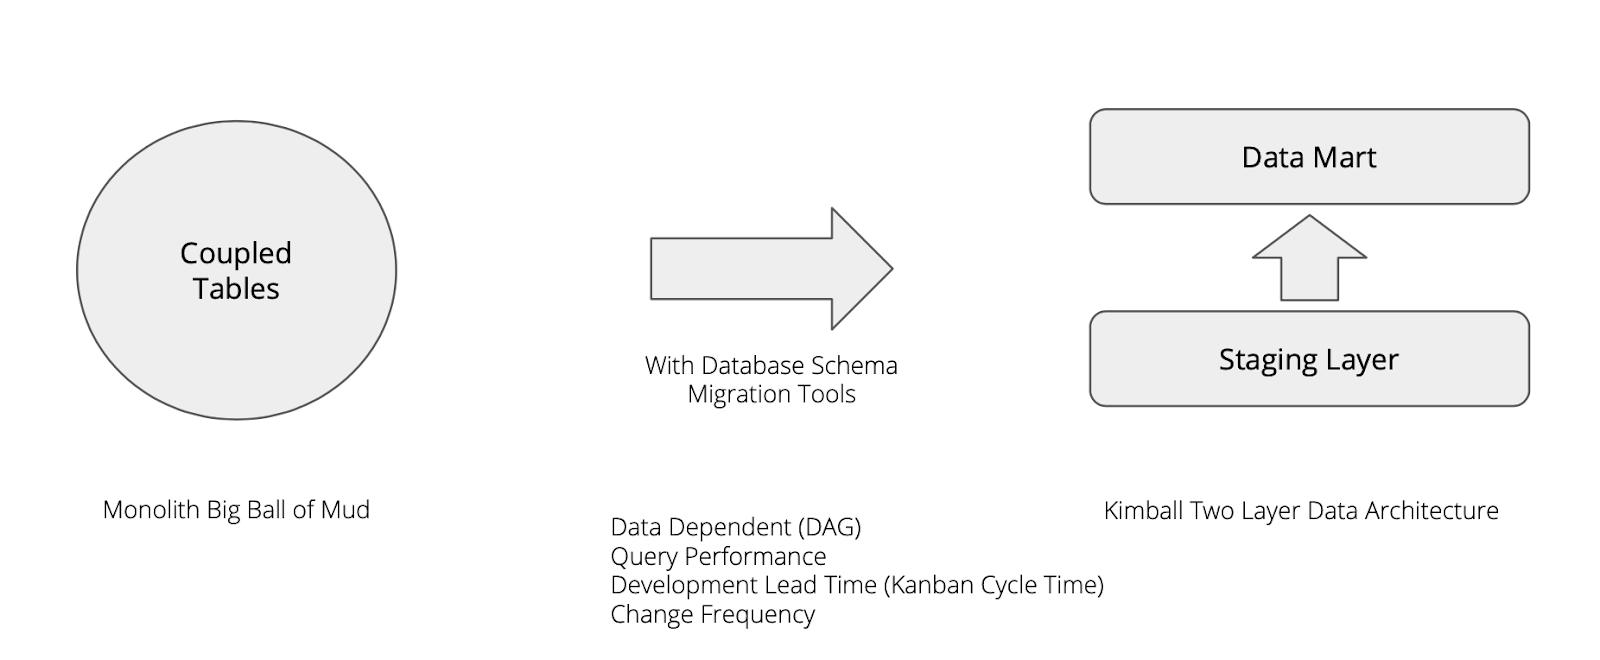 Coupled
Tables
Monolith Big Ball of Mud
With Database Schema
Migration Tools
Data Dependent (DAG)
Query Performance
Development Lead Time (Kanban Cycle Time)
Change Frequency
Data Mart
Staging Layer
Kimball Two Layer Data Architecture